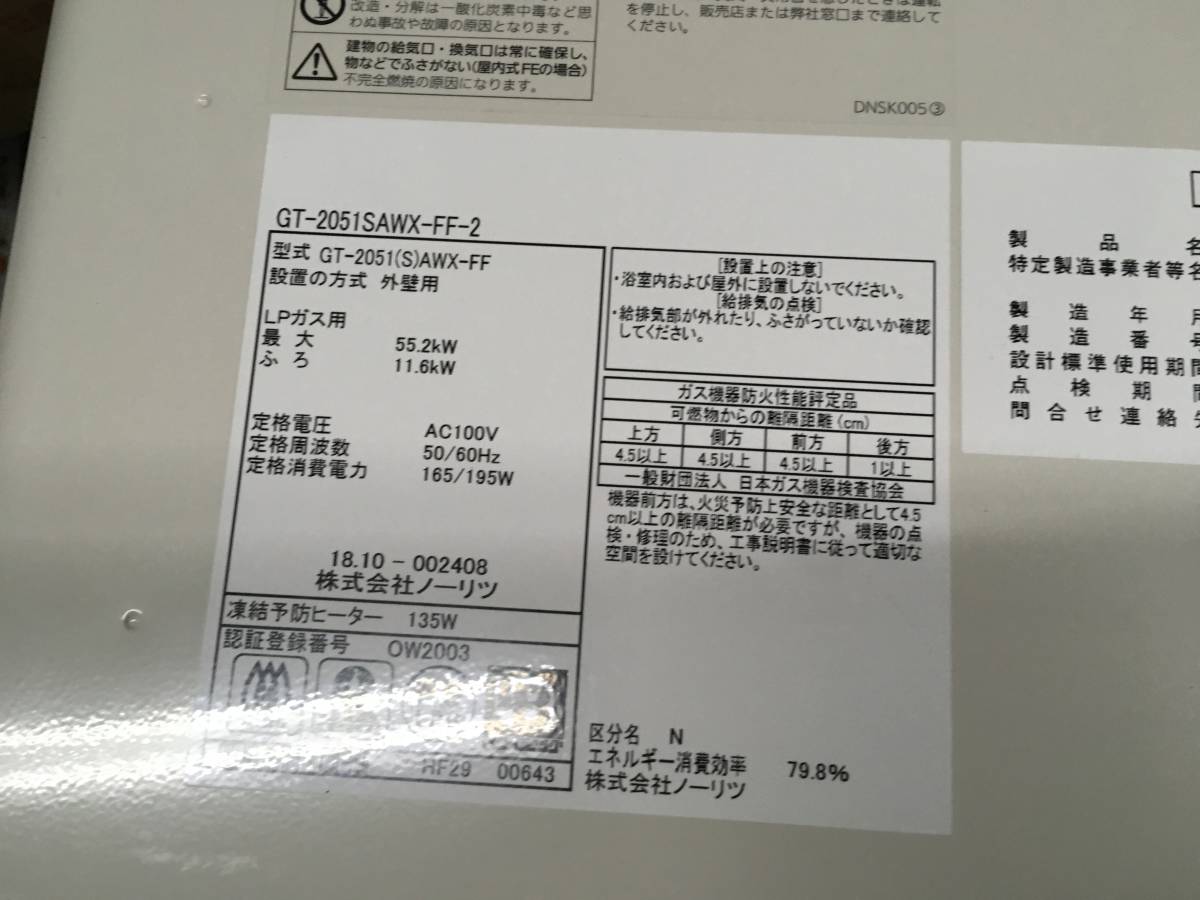 改造・分解は一酸化炭素中毒など思
わぬ事故や故障の原因となります。
建物の給気口・換気口は常に確保し、
物などでふさがない(屋内式FEの場合)
不完全燃焼の原因になります。
を停止し、販売店または弊社窓口まで連絡して
ください。
DNSK005③
GT-2051SAWX-FF-2
型式 GT-2051(S)AWX-FF
設置の方式 外壁用
LPガス用
最大 55.2kW
ふろ 11.6kW
定格電圧 AC100V
定格周波数 50/60Hz
定格消費電力 165/195W
18.10 - 002408
株式会社ノーリツ
凍結予防ヒーター 135W
認証登録番号 OW2003
HF29 00643
[設置上の注意]
・浴室内および屋外に設置しないでください。
[給排気の点検]
・給排気部が外れたり、ふさがっていないか確認
してください。
ガス機器防火性能評定品
可燃物からの離隔距離(cm)
上方 側方 前方 後方
4.5以上 4.5以上 4.5以上 1以上
一般財団法人 日本ガス機器検査協会
機器前方は、火災予防上安全な距離として4.5
cm以上の離隔距離が必要ですが、機器の点
検・修理のため、工事説明書に従って適切な
空間を設けてください。
区分名 N
エネルギー消費効率 79.8%
株式会社ノーリツ
製品名
特定製造事業者等名
製造年月
製造番号
設計標準使用期間
点検期間
問合せ連絡先